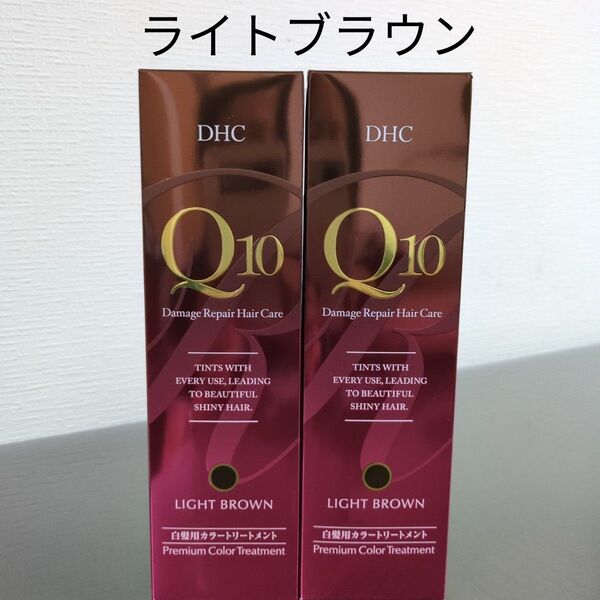 ライトブラウン
DHC
Q10
Damage Repair Hair Care
TINTS WITH
EVERY USE, LEADING
TO BEAUTIFUL
SHINY HAIR.
LIGHT BROWN
白髪用カラートリートメント
Premium Color Treatment
DHC
Q10
Damage Repair Hair Care
TINTS WITH
EVERY USE, LEADING
TO BEAUTIFUL
SHINY HAIR.
LIGHT BROWN
白髪用カラートリートメント
Premium Color Treatment